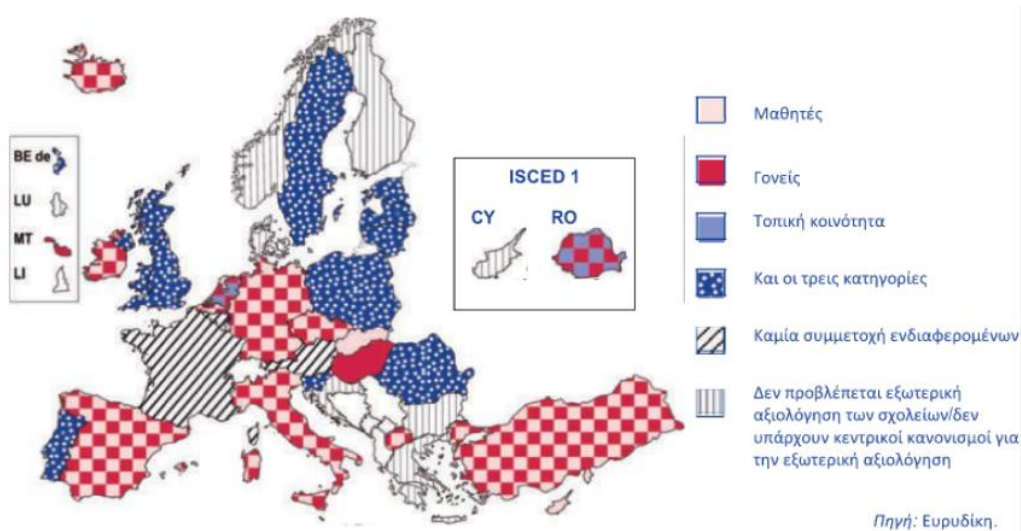 BE de
LU
MT
LI
ISCED 1
CY
RO
Μαθητές
Γονείς
Τοπική κοινότητα
Και οι τρεις κατηγορίες
Καμία συμμετοχή ενδιαφερομένων
Δεν προβλέπεται εξωτερική
αξιολόγηση των σχολείων/δεν
υπάρχουν κεντρικοί κανονισμοί για
την εξωτερική αξιολόγηση
Πηγή: Ευρυδίκη.